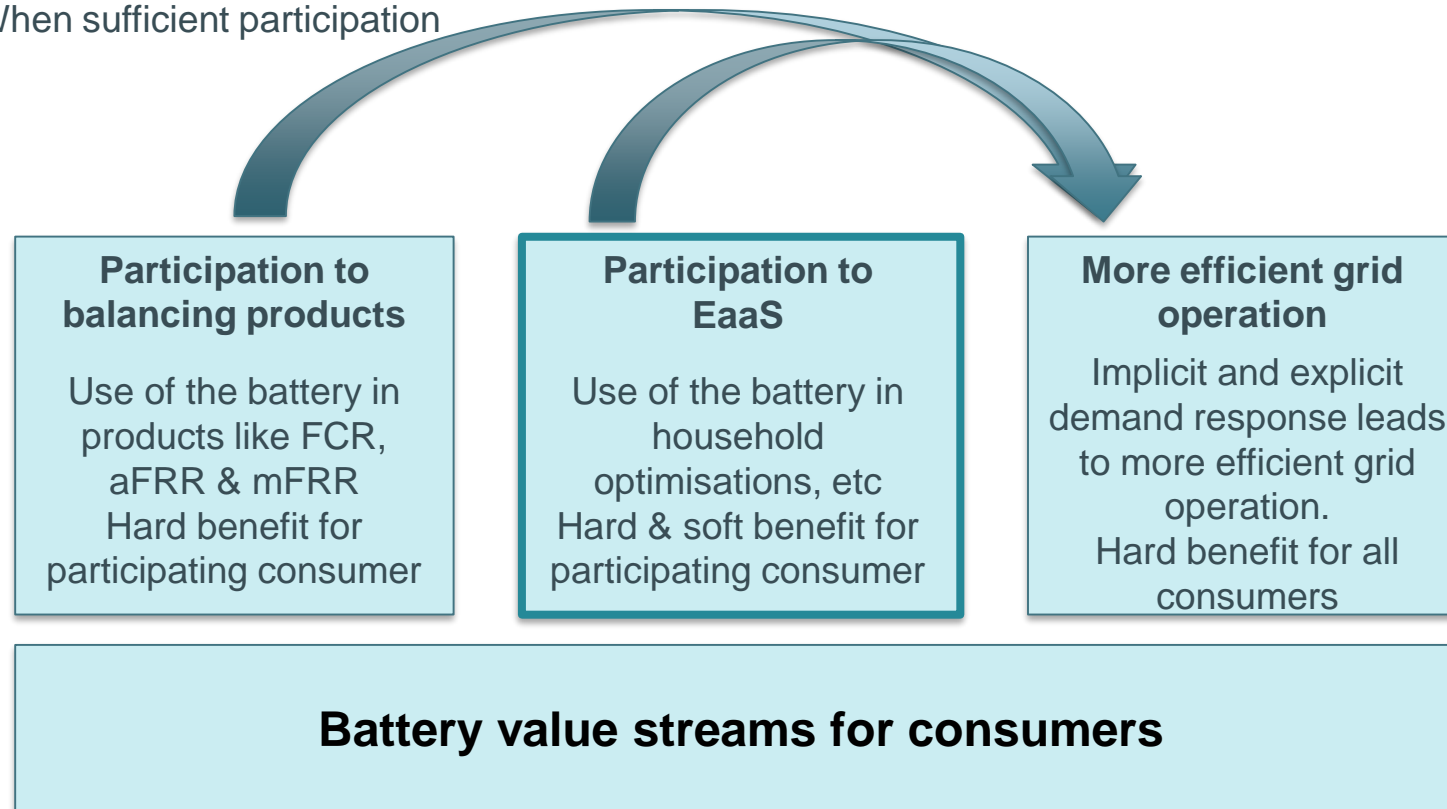 When sufficient participation
Participation to
balancing products
Use of the battery in
products like FCR,
aFRR & mFRR
Hard benefit for
participating consumer
Participation to
EaaS
Use of the battery in
household
optimisations, etc
Hard & soft benefit for
participating consumer
More efficient grid
operation
Implicit and explicit
demand response leads
to more efficient grid
operation.
Hard benefit for all
consumers
Battery value streams for consumers